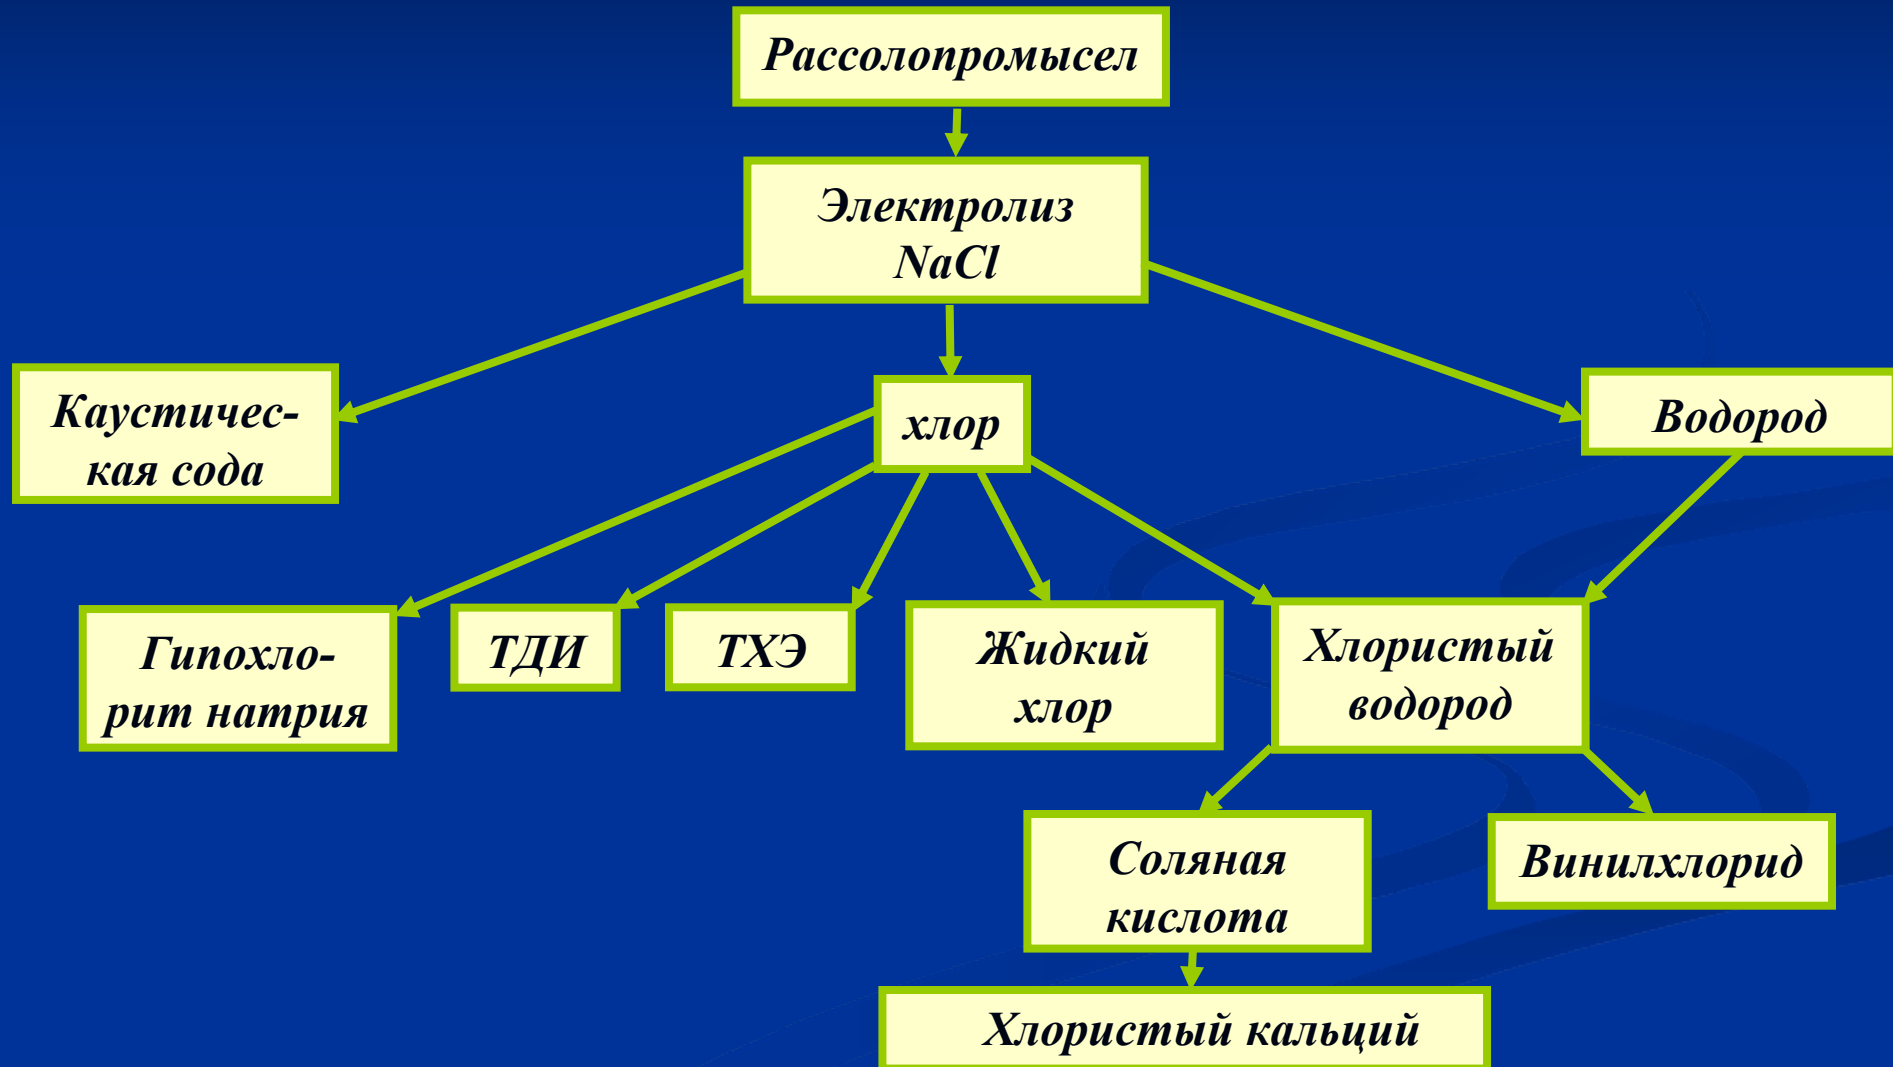 Рассолопромысел
Электролиз
NaCl
Каустичес-
кая сода
хлор
Водород
Гипохло-
рит натрия
ТДИ
ТХЭ
Жидкий
хлор
Хлористый
водород
Соляная
кислота
Винилхлорид
Хлористый кальций